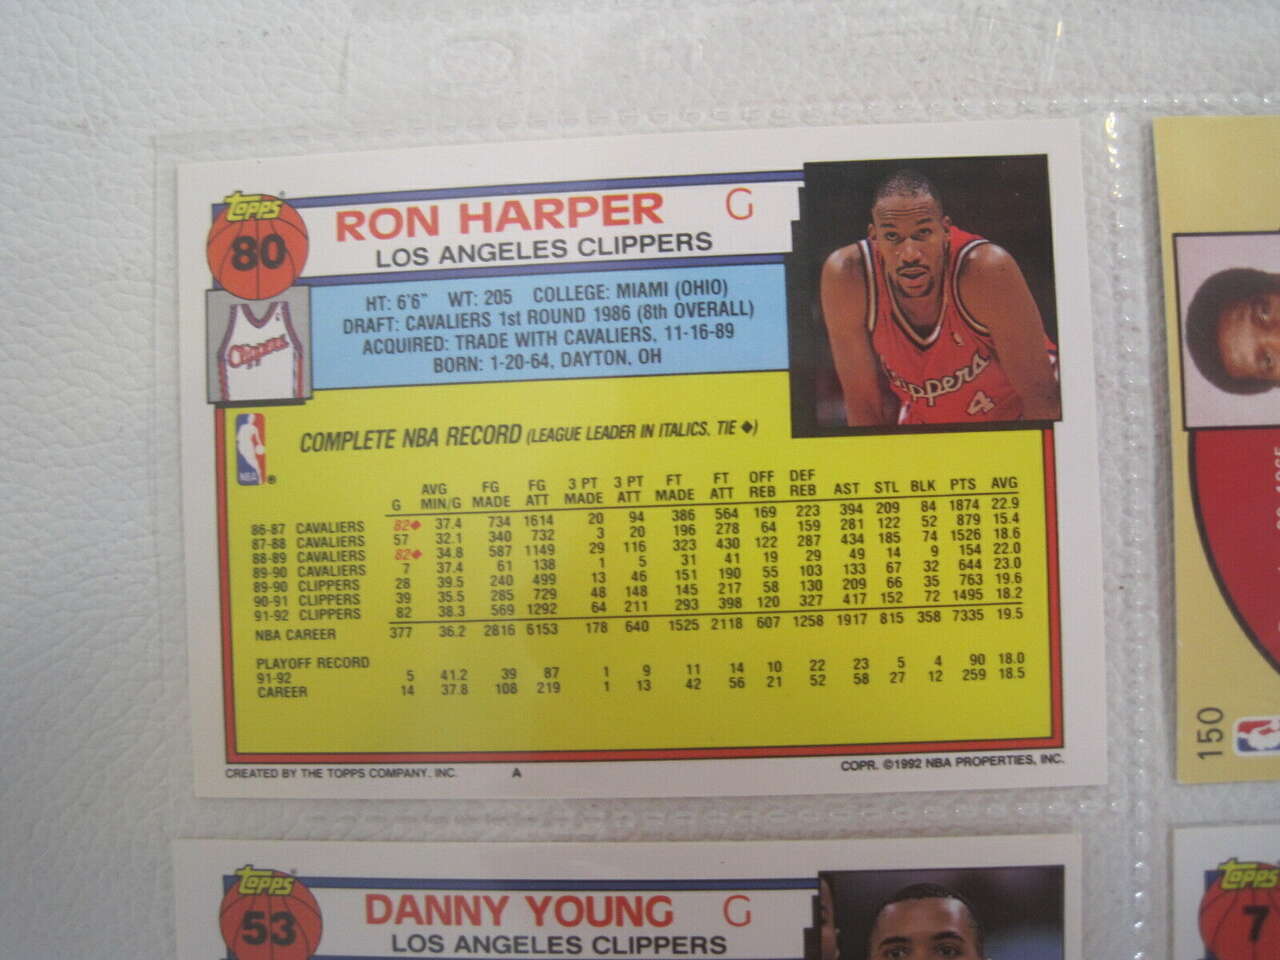 Topps
80
RON HARPER G
LOS ANGELES CLIPPERS
HT: 6'6" WT: 205 COLLEGE: MIAMI (OHIO)
DRAFT: CAVALIERS 1st ROUND 1986 (8th OVERALL)
ACQUIRED: TRADE WITH CAVALIERS, 11-16-89
BORN: 1-20-64, DAYTON, OH
Clippers
Clippers
4
NBA
COMPLETE NBA RECORD (LEAGUE LEADER IN ITALICS, TIE ◆)
G AVG MIN/G FG MADE FG ATT 3 PT MADE 3 PT ATT FT MADE FT ATT OFF REB DEF REB AST STL BLK PTS AVG
86-87 CAVALIERS 82◆ 37.4 734 1614 20 94 386 564 169 223 394 209 84 1874 22.9
87-88 CAVALIERS 57 32.1 340 732 3 20 196 278 64 159 281 122 52 879 15.4
88-89 CAVALIERS 82◆ 34.8 587 1149 29 116 323 430 122 287 434 185 74 1526 18.6
89-90 CAVALIERS 7 37.4 61 138 1 5 31 41 19 29 49 14 9 154 22.0
89-90 CLIPPERS 28 39.5 240 499 13 46 151 190 55 103 133 67 32 644 23.0
90-91 CLIPPERS 39 35.5 285 729 48 148 145 217 58 130 209 66 35 763 19.6
91-92 CLIPPERS 82 38.3 569 1292 64 211 293 398 120 327 417 152 72 1495 18.2
NBA CAREER 377 36.2 2816 6153 178 640 1525 2118 607 1258 1917 815 358 7335 19.5
PLAYOFF RECORD
91-92 5 41.2 39 87 1 9 11 14 10 22 23 5 4 90 18.0
CAREER 14 37.8 108 219 1 13 42 56 21 52 58 27 12 259 18.5
CREATED BY THE TOPPS COMPANY, INC. A COPR. ©1992 NBA PROPERTIES, INC.
150
Topps
53
DANNY YOUNG G
LOS ANGELES CLIPPERS
Topps
7